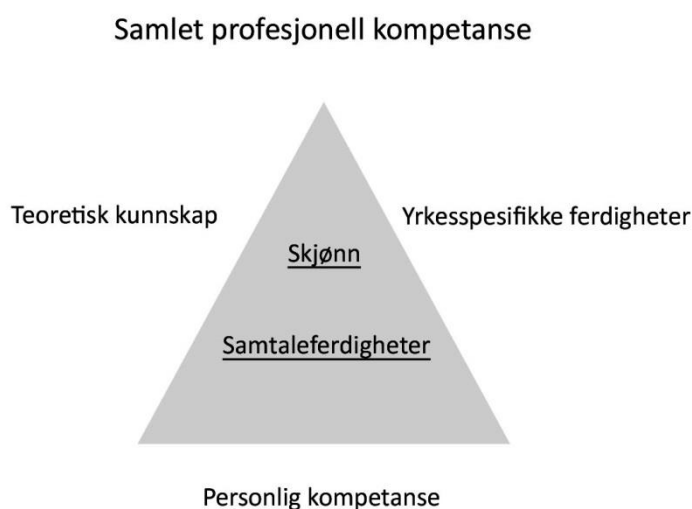 Samlet profesjonell kompetanse
Teoretisk kunnskap
Yrkesspesifikke ferdigheter
Skjønn
Samtaleferdigheter
Personlig kompetanse